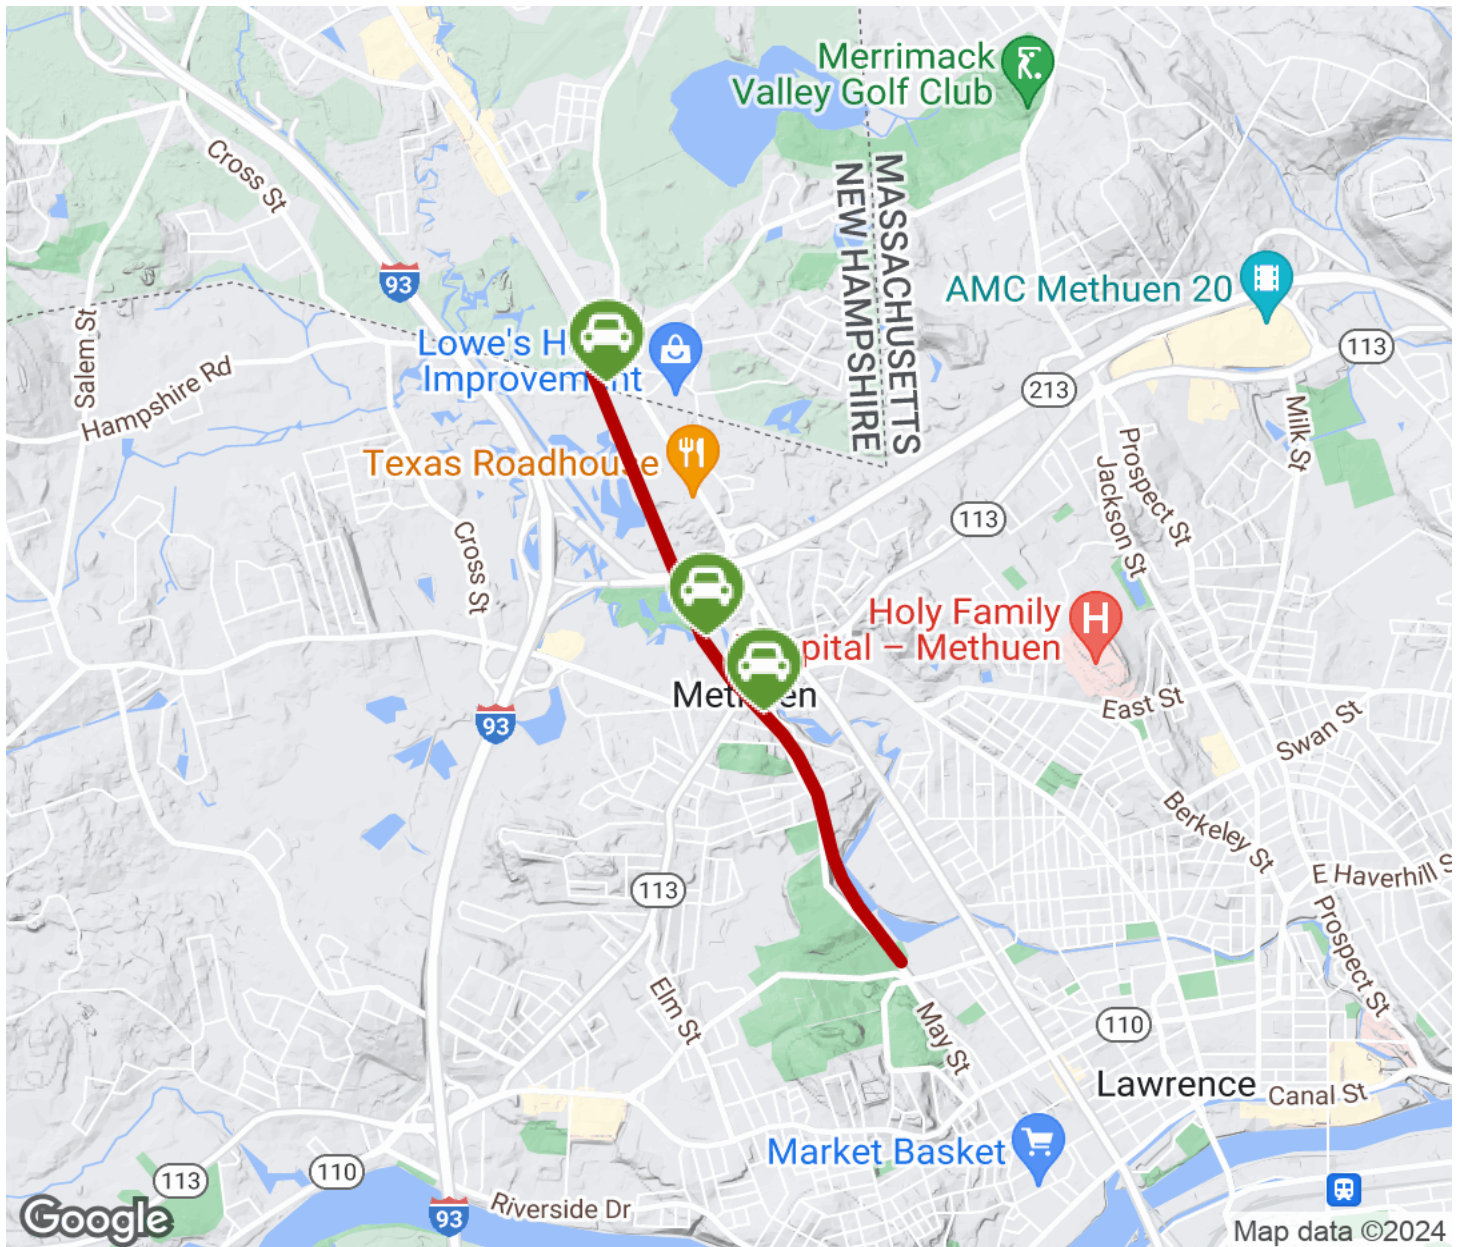 Merrimack
Valley Golf Club
Cross St
MASSACHUSETTS
NEW HAMPSHIRE
93
AMC Methuen 20
Salem St
Lowe's H
Improvem nt
113
Hampshire Rd
213
Milk St
Texas Roadhouse
Prospect St
Jackson St
113
Cross St
Holy Family
pital – Methuen
H
Methuen
East St
93
Swan St
Berkeley St
E Haverhill S
113
Prospect St
Elm St
May St
110
Lawrence
Canal St
Market Basket
113
110
Riverside Dr
93
Google
Map data ©2024